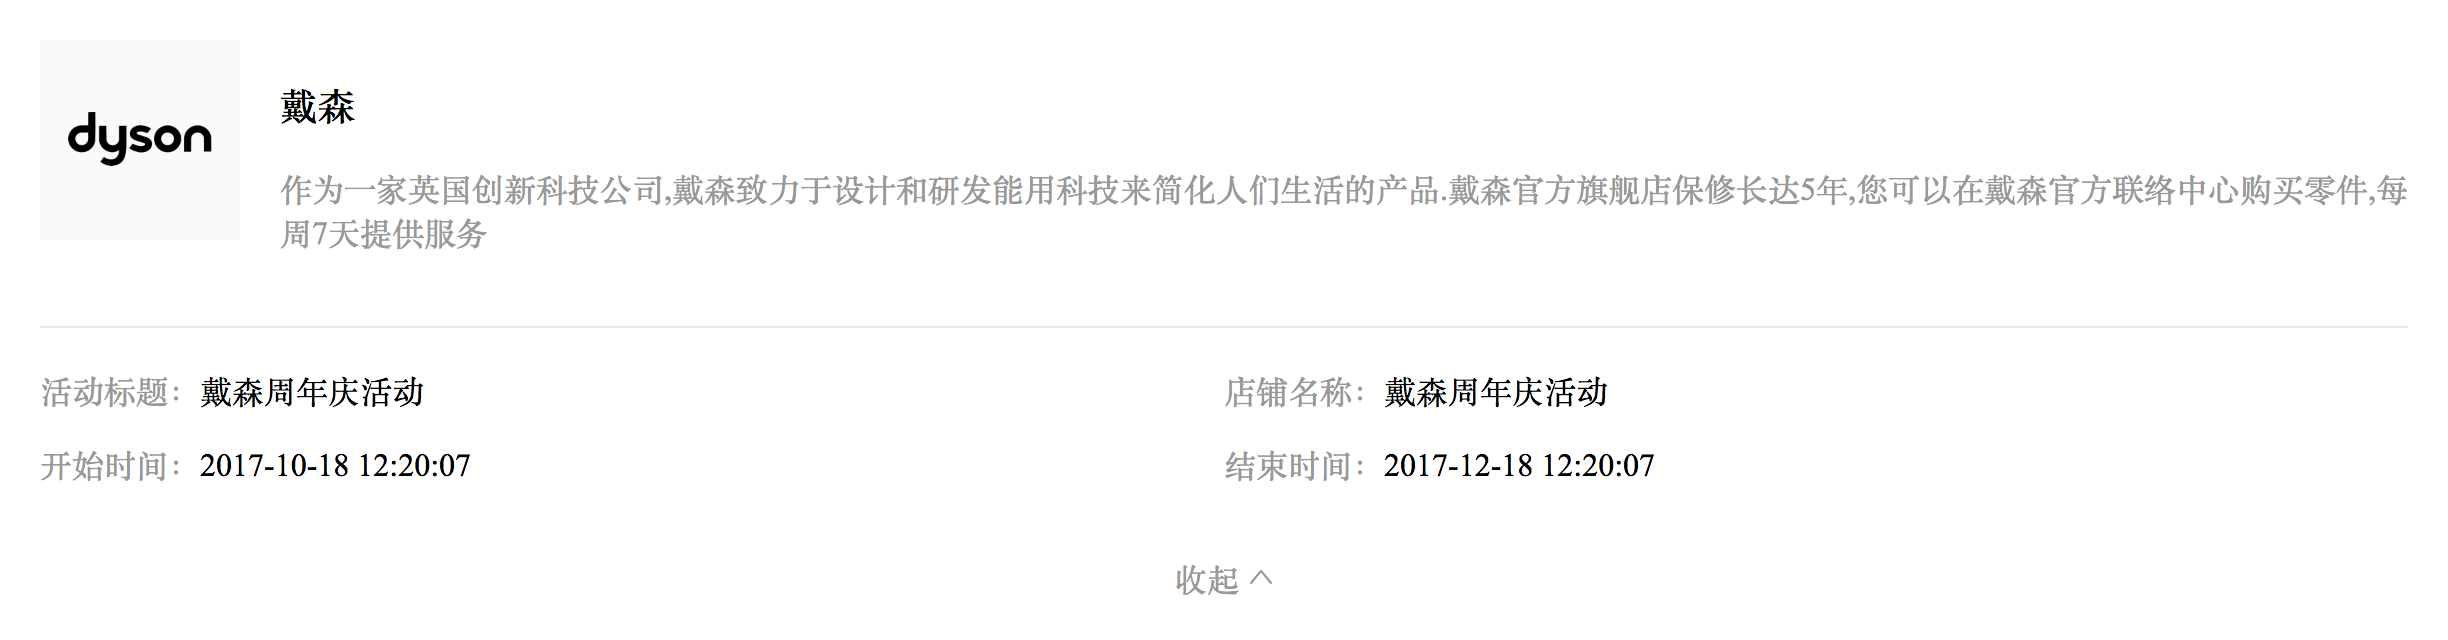 dyson
戴森
作为一家英国创新科技公司,戴森致力于设计和研发能用科技来简化人们生活的产品.戴森官方旗舰店保修长达5年,您可以在戴森官方联络中心购买零件,每
周7天提供服务
活动标题：戴森周年庆活动
店铺名称：戴森周年庆活动
开始时间：2017-10-18 12:20:07
结束时间：2017-12-18 12:20:07
收起